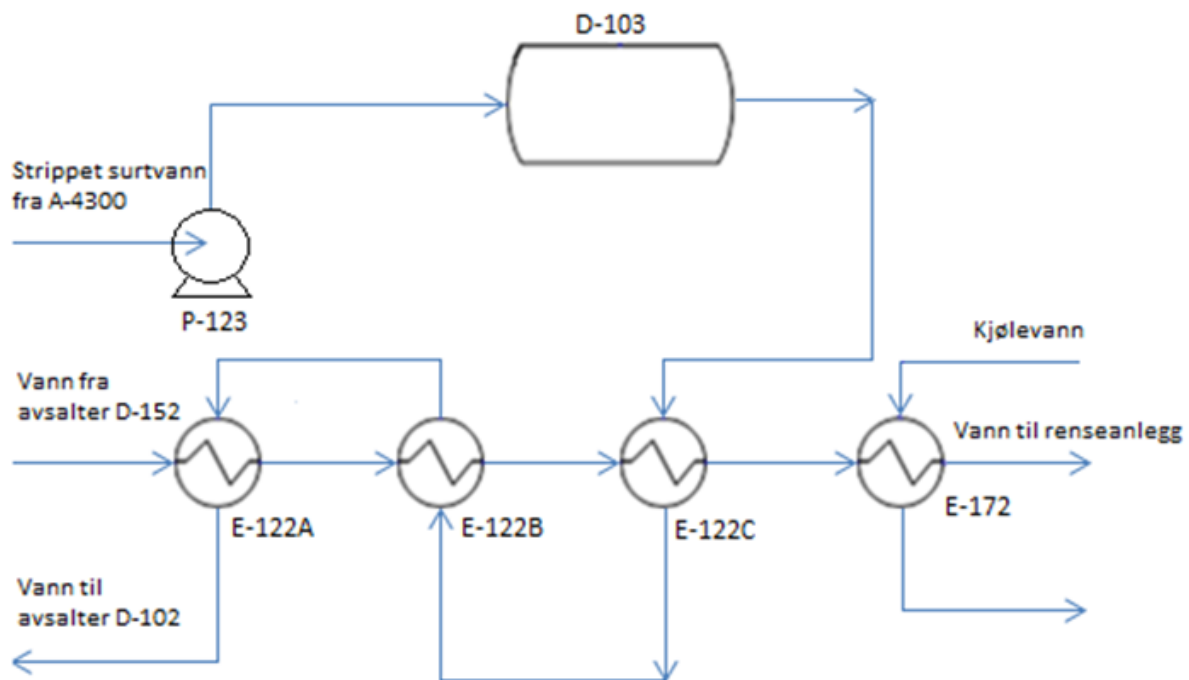 D-103
Strippet surtvann
fra A-4300
P-123
Kjølevann
Vann fra
avsalter D-152
Vann til renseanlegg
E-122A
E-122B
E-122C
E-172
Vann til
avsalter D-102